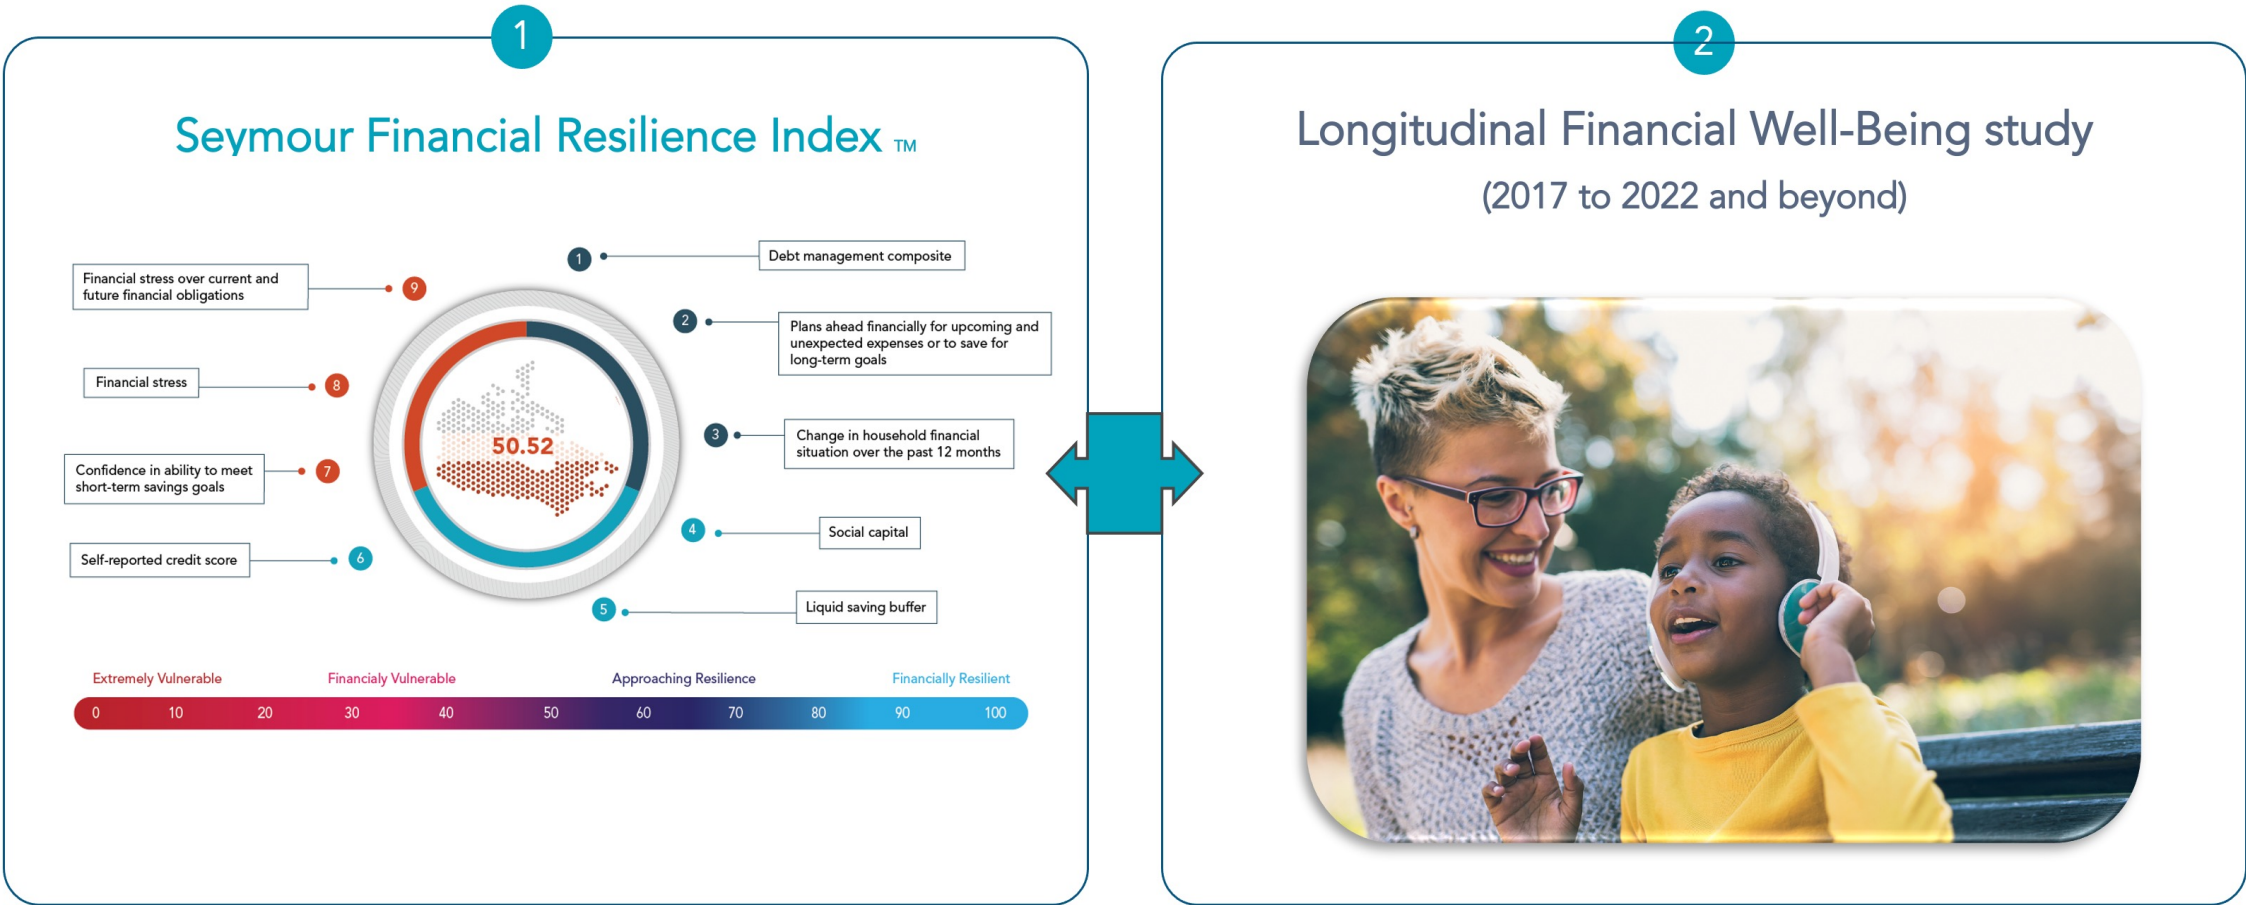 1
Seymour Financial Resilience Index TM
1
Debt management composite
2
Plans ahead financially for upcoming and
unexpected expenses or to save for
long-term goals
3
Change in household financial
situation over the past 12 months
4
Social capital
5
Liquid saving buffer
6
Self-reported credit score
7
Confidence in ability to meet
short-term savings goals
8
Financial stress
9
Financial stress over current and
future financial obligations
50.52
Extremely Vulnerable Financialy Vulnerable Approaching Resilience Financially Resilient
0 10 20 30 40 50 60 70 80 90 100
2
Longitudinal Financial Well-Being study
(2017 to 2022 and beyond)